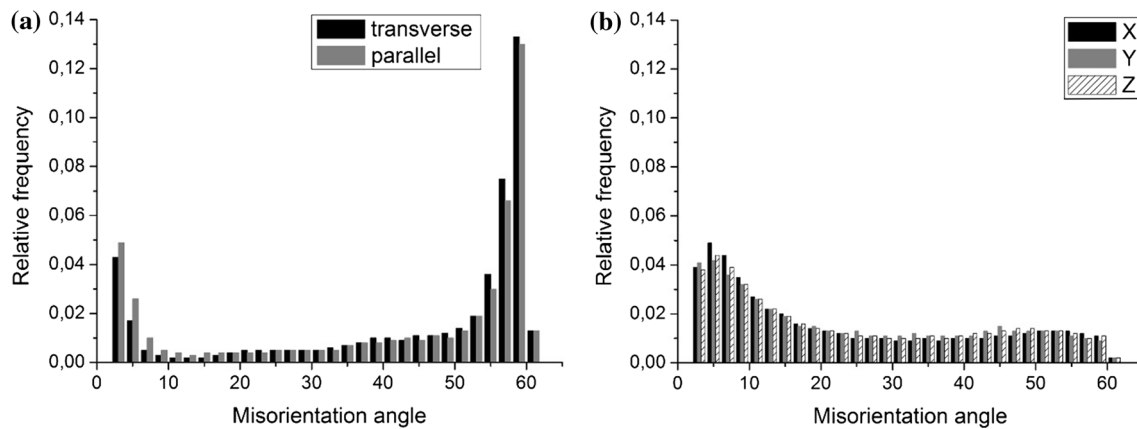 (a)
0,14
0,12
0,10
0,08
0,06
0,04
0,02
0,00
Relative frequency
transverse
parallel
0 10 20 30 40 50 60
Misorientation angle
(b)
0,14
0,12
0,10
0,08
0,06
0,04
0,02
0,00
Relative frequency
X
Y
Z
0 10 20 30 40 50 60
Misorientation angle